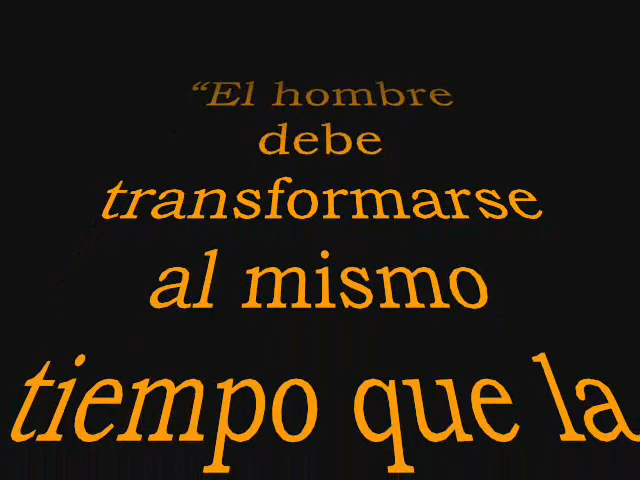 “El hombre
debe
transformarse
al mismo
tiempo que la